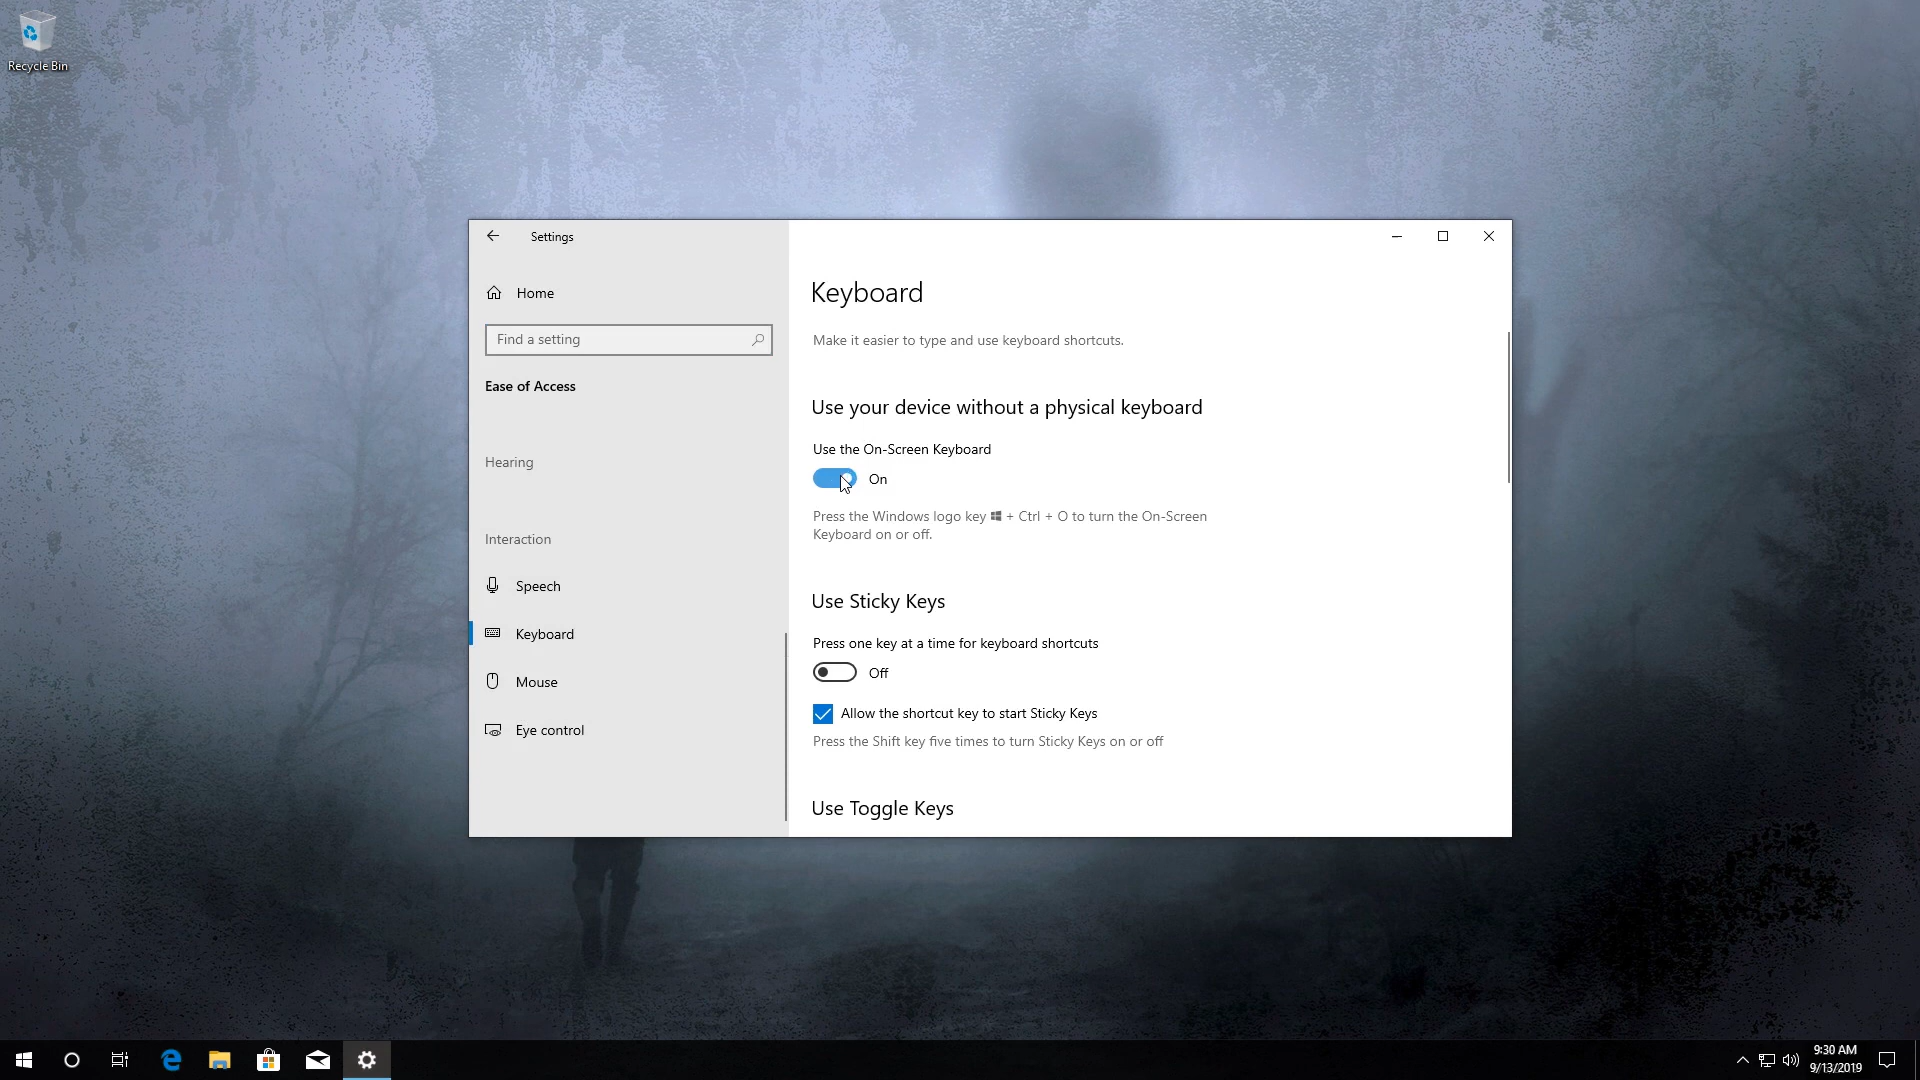 Recycle Bin
Settings
Home
Find a setting
Ease of Access
Hearing
Interaction
Speech
Keyboard
Mouse
Eye control
Keyboard
Make it easier to type and use keyboard shortcuts.
Use your device without a physical keyboard
Use the On-Screen Keyboard
On
Press the Windows logo key + Ctrl + O to turn the On-Screen
Keyboard on or off.
Use Sticky Keys
Press one key at a time for keyboard shortcuts
Off
Allow the shortcut key to start Sticky Keys
Press the Shift key five times to turn Sticky Keys on or off
Use Toggle Keys
9:30 AM
9/13/2019